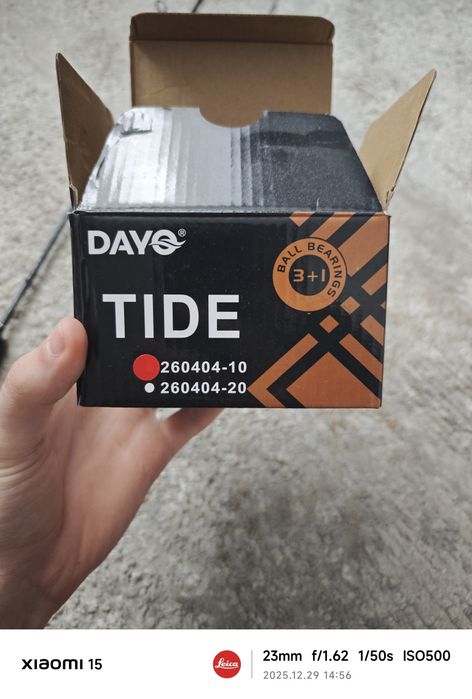 DAYO®
BALL BEARINGS
3+1
TIDE
260404-10
260404-20
XIAOMI 15
Leica
23mm f/1.62 1/50s ISO500
2025.12.29 14:56